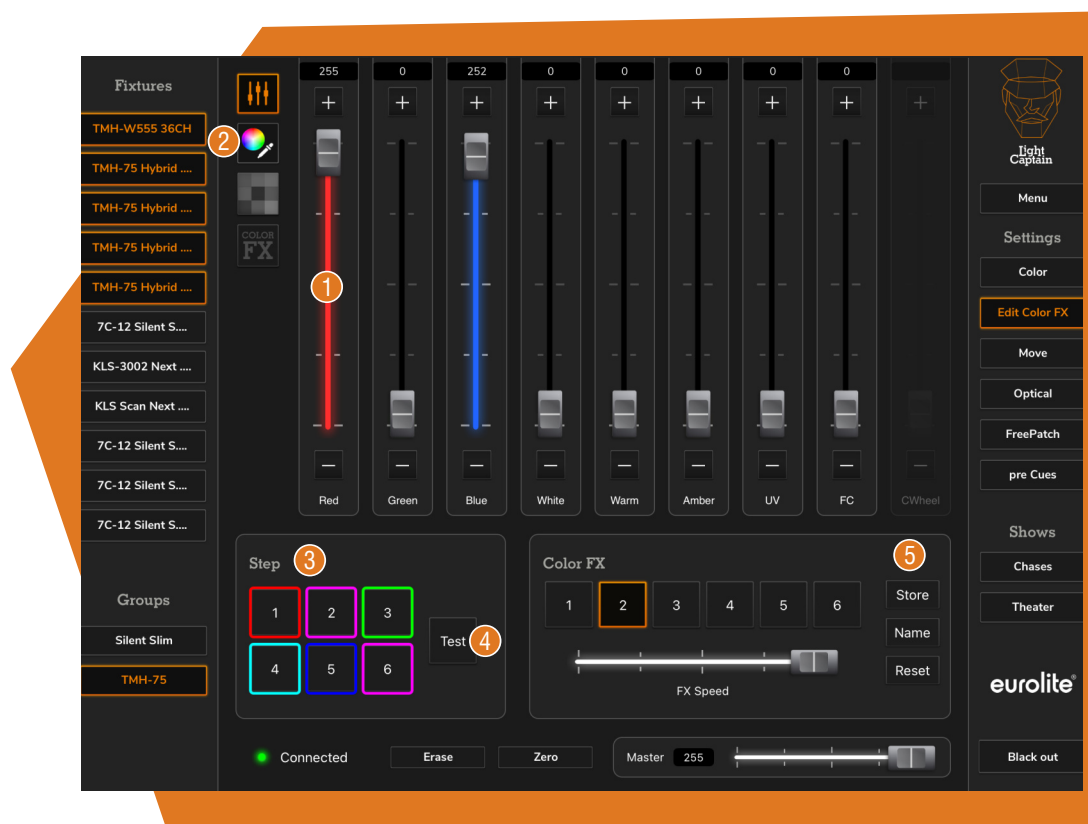 Fixtures
TMH-W555 36CH
TMH-75 Hybrid ....
TMH-75 Hybrid ....
TMH-75 Hybrid ....
TMH-75 Hybrid ....
7C-12 Silent S....
KLS-3002 Next ....
KLS Scan Next ....
7C-12 Silent S....
7C-12 Silent S....
7C-12 Silent S....
Groups
Silent Slim
TMH-75
2
COLOR
FX
255 0 252 0 0 0 0 0
+ + + + + + + + +
1
− − − − − − − − −
Red Green Blue White Warm Amber UV FC CWheel
Step 3
1 2 3
4 5 6
Test 4
Color FX
1 2 3 4 5 6
FX Speed
5
Store
Name
Reset
Connected
Erase
Zero
Master 255
light
Captain
Menu
Settings
Color
Edit Color FX
Move
Optical
FreePatch
pre Cues
Shows
Chases
Theater
eurolite®
Black out